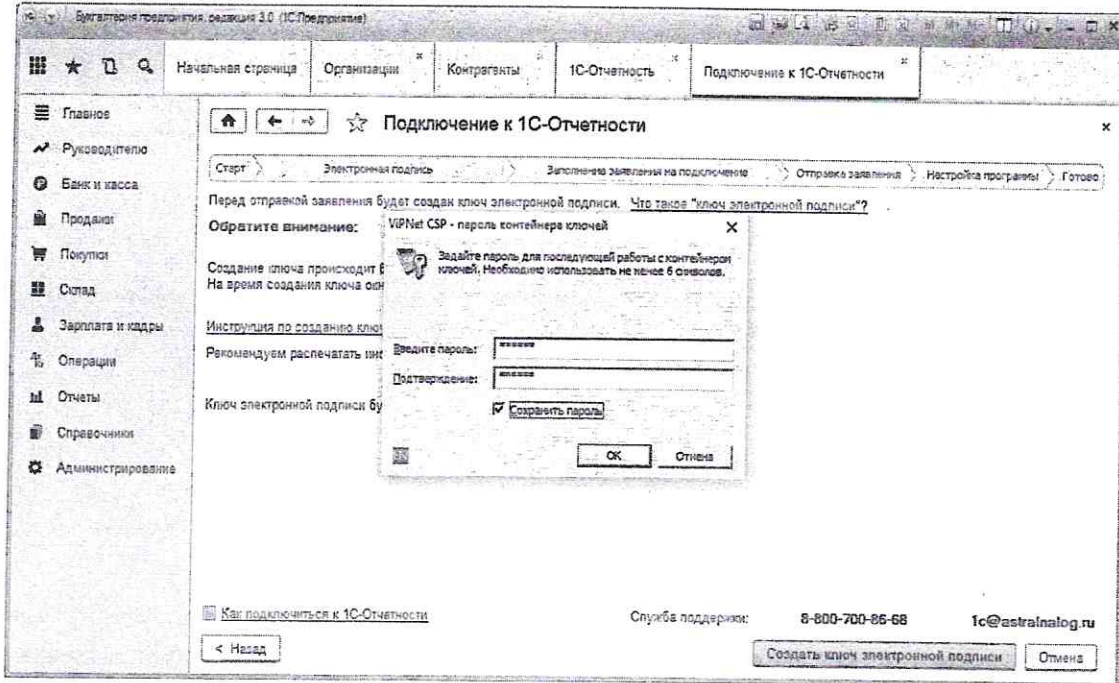 Бухгалтерия предприятия, редакция 3.0 (1С:Предприятие)
Начальная страница
Организации
Контрагенты
1С-Отчетность
Подключение к 1С-Отчетности
Главное
Руководителю
Банк и касса
Продажи
Покупки
Склад
Зарплата и кадры
Операции
Отчеты
Справочники
Администрирование
Подключение к 1С-Отчетности
Старт
Электронная подпись
Заполнение заявления на подключение
Отправка заявления
Настройка программы
Готово
Перед отправкой заявления будет создан ключ электронной подписи. Что такое "ключ электронной подписи"?
Обратите внимание:
Создание ключа происходит
На время создания ключа
Инструкция по созданию
Рекомендуем распечатать
Ключ электронной подписи
ViPNet CSP - пароль контейнера ключей
Задайте пароль для последующей работы с контейнером
ключей. Необходимо использовать не менее 6 символов.
Введите пароль: ******
Подтверждение: ******
Сохранить пароль
ОК
Отмена
Как подключиться к 1С-Отчетности
Служба поддержки:
8-800-700-86-68
1c@astralnalog.ru
< Назад
Создать ключ электронной подписи
Отмена